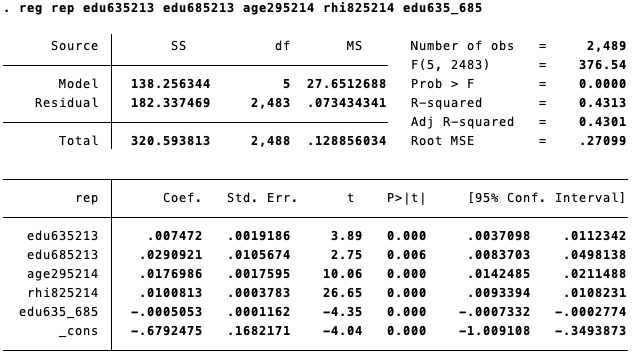 . reg rep edu635213 edu685213 age295214 rhi825214 edu635_685
Source SS df MS Number of obs = 2,489
F(5, 2483) = 376.54
Model 138.256344 5 27.6512688 Prob > F = 0.0000
Residual 182.337469 2,483 .073434341 R-squared = 0.4313
Adj R-squared = 0.4301
Total 320.593813 2,488 .128856034 Root MSE = .27099
rep Coef. Std. Err. t P>|t| [95% Conf. Interval]
edu635213 .007472 .0019186 3.89 0.000 .0037098 .0112342
edu685213 .0290921 .0105674 2.75 0.006 .0083703 .0498138
age295214 .0176986 .0017595 10.06 0.000 .0142485 .0211488
rhi825214 .0100813 .0003783 26.65 0.000 .0093394 .0108231
edu635_685 -.0005053 .0001162 -4.35 0.000 -.0007332 -.0002774
_cons -.6792475 .1682171 -4.04 0.000 -1.009108 -.3493873